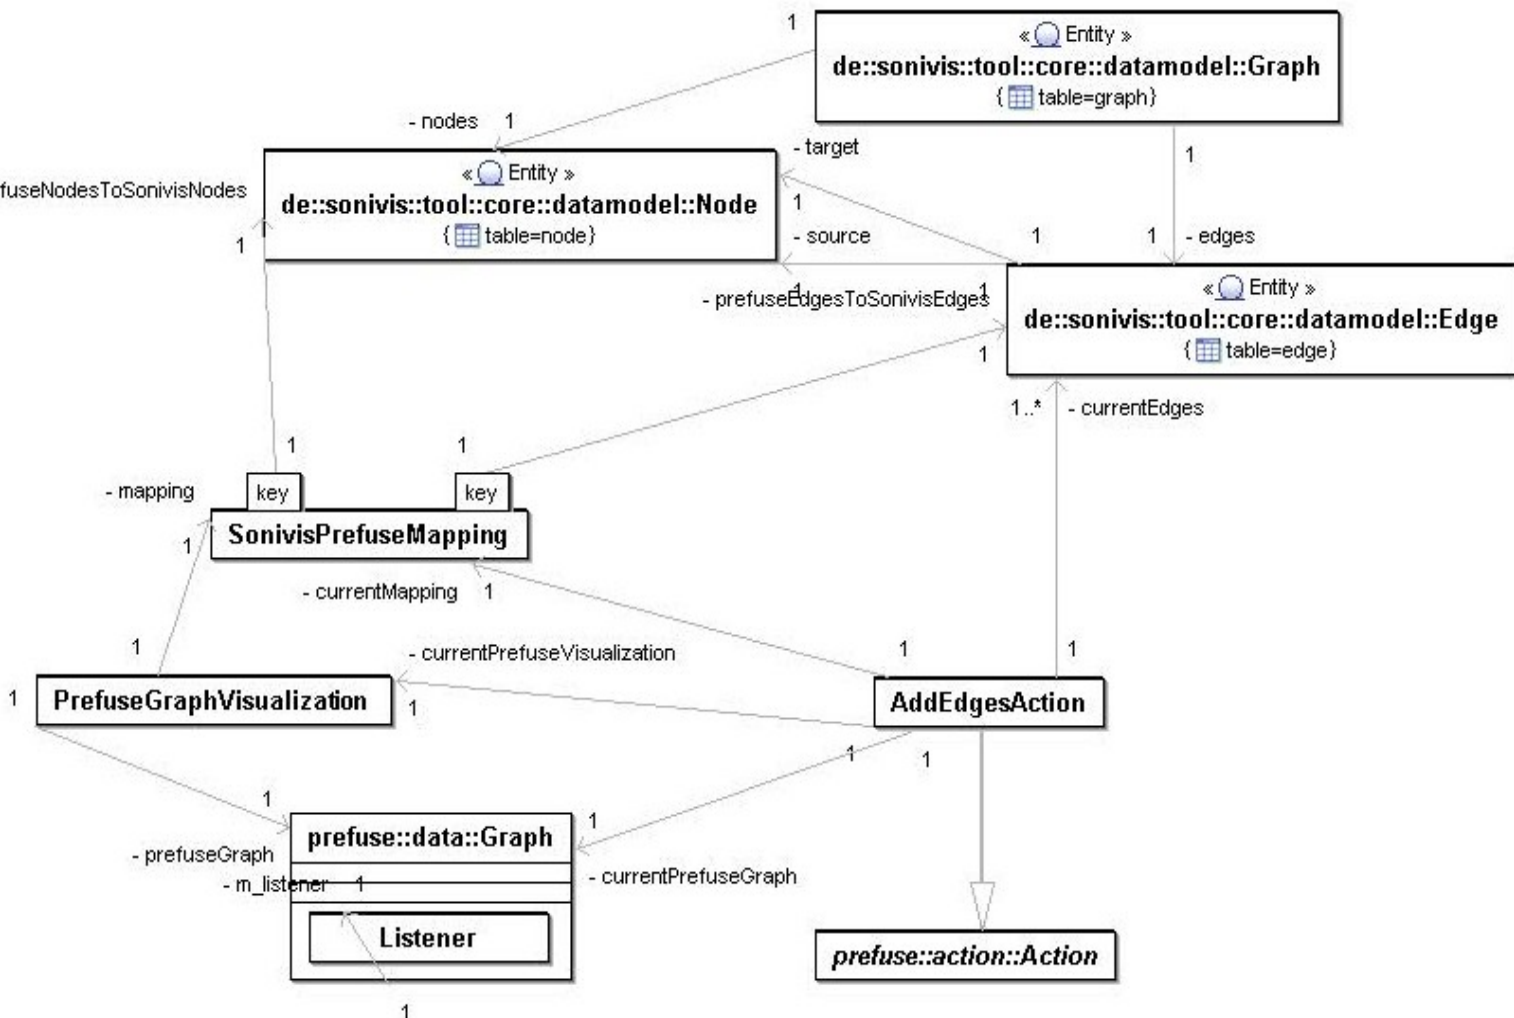 1
« Entity »
de::sonivis::tool::core::datamodel::Graph
{ table=graph}
- nodes 1
- target
1
« Entity »
fuseNodesToSonivisNodes
de::sonivis::tool::core::datamodel::Node
1
{ table=node}
- source
1
1
1 - edges
1
1
- prefuseEdgesToSonivisEdges
« Entity »
de::sonivis::tool::core::datamodel::Edge
1
{ table=edge}
1..* - currentEdges
1
1
- mapping
key
key
1
SonivisPrefuseMapping
- currentMapping 1
1
- currentPrefuseVisualization
1
1
1
PrefuseGraphVisualization
1
AddEdgesAction
1
1
1
1
prefuse::data::Graph
- prefuseGraph
- m_listener 1
- currentPrefuseGraph
Listener
prefuse::action::Action
1